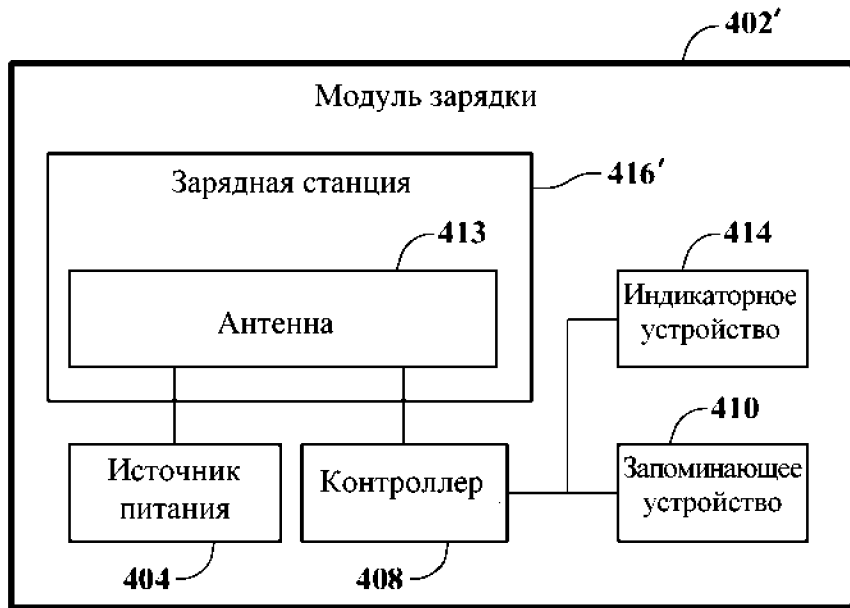 402′
Модуль зарядки
Зарядная станция
416′
413
414
Антенна
Индикаторное
устройство
410
Источник
питания
Контроллер
Запоминающее
устройство
404
408